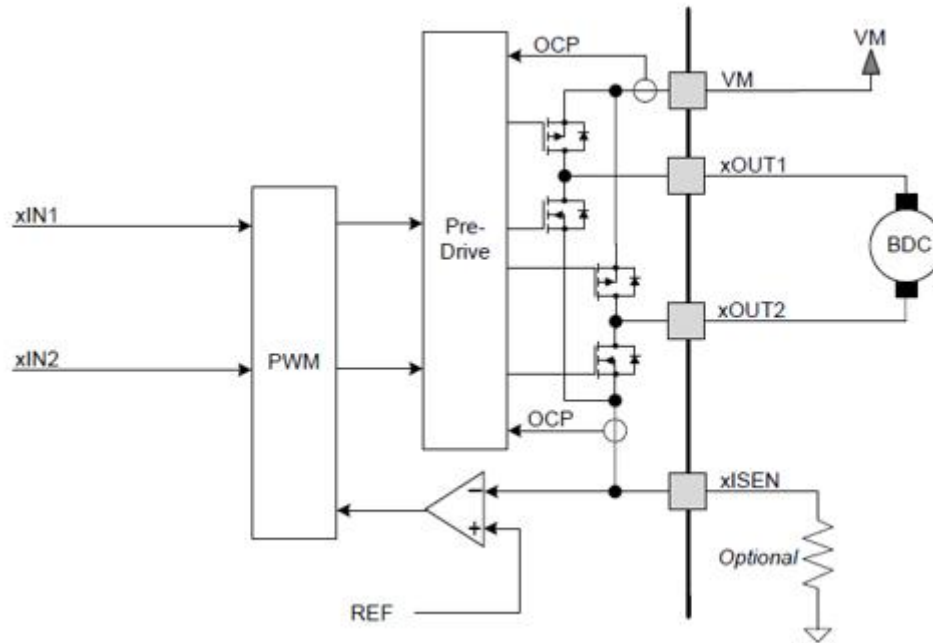 OCP
VM
VM
xOUT1
xIN1
Pre-
Drive
BDC
xOUT2
xIN2
PWM
OCP
xISEN
−
+
Optional
REF